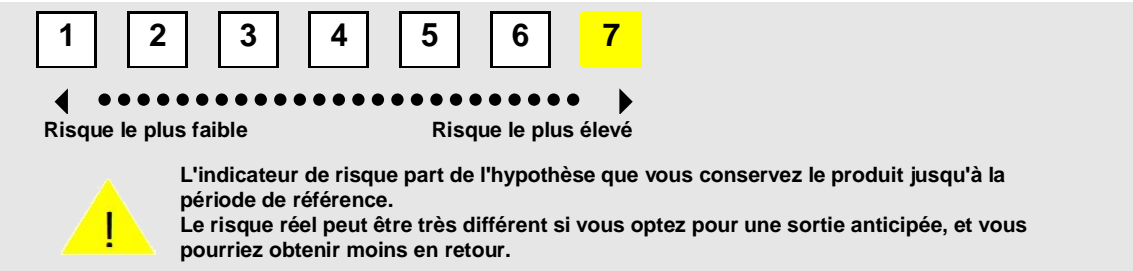 1 2 3 4 5 6 7
Risque le plus faible Risque le plus élevé
L'indicateur de risque part de l'hypothèse que vous conservez le produit jusqu'à la
période de référence.
Le risque réel peut être très différent si vous optez pour une sortie anticipée, et vous
pourriez obtenir moins en retour.
!